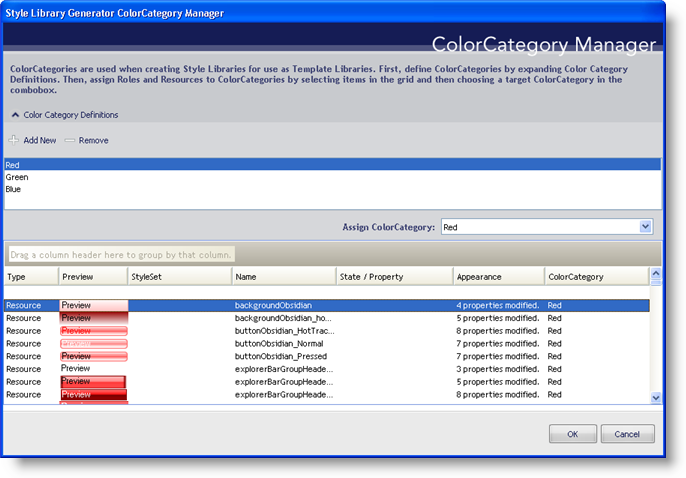 Style Library Generator ColorCategory Manager
ColorCategory Manager
ColorCategories are used when creating Style Libraries for use as Template Libraries. First, define ColorCategories by expanding Color Category
Definitions. Then, assign Roles and Resources to ColorCategories by selecting items in the grid and then choosing a target ColorCategory in the
combobox.
Color Category Definitions
Add New Remove
Red
Green
Blue
Assign ColorCategory: Red
Drag a column header here to group by that column.
Type Preview StyleSet Name State / Property Appearance ColorCategory
Resource Preview backgroundObsidian 4 properties modified. Red
Resource Preview backgroundObsidian_ho... 5 properties modified. Red
Resource Preview buttonObsidian_HotTrac... 8 properties modified. Red
Resource Preview buttonObsidian_Normal 7 properties modified. Red
Resource Preview buttonObsidian_Pressed 7 properties modified. Red
Resource Preview explorerBarGroupHeade... 3 properties modified. Red
Resource Preview explorerBarGroupHeade... 5 properties modified. Red
Resource Preview explorerBarGroupHeade... 8 properties modified. Red
OK Cancel